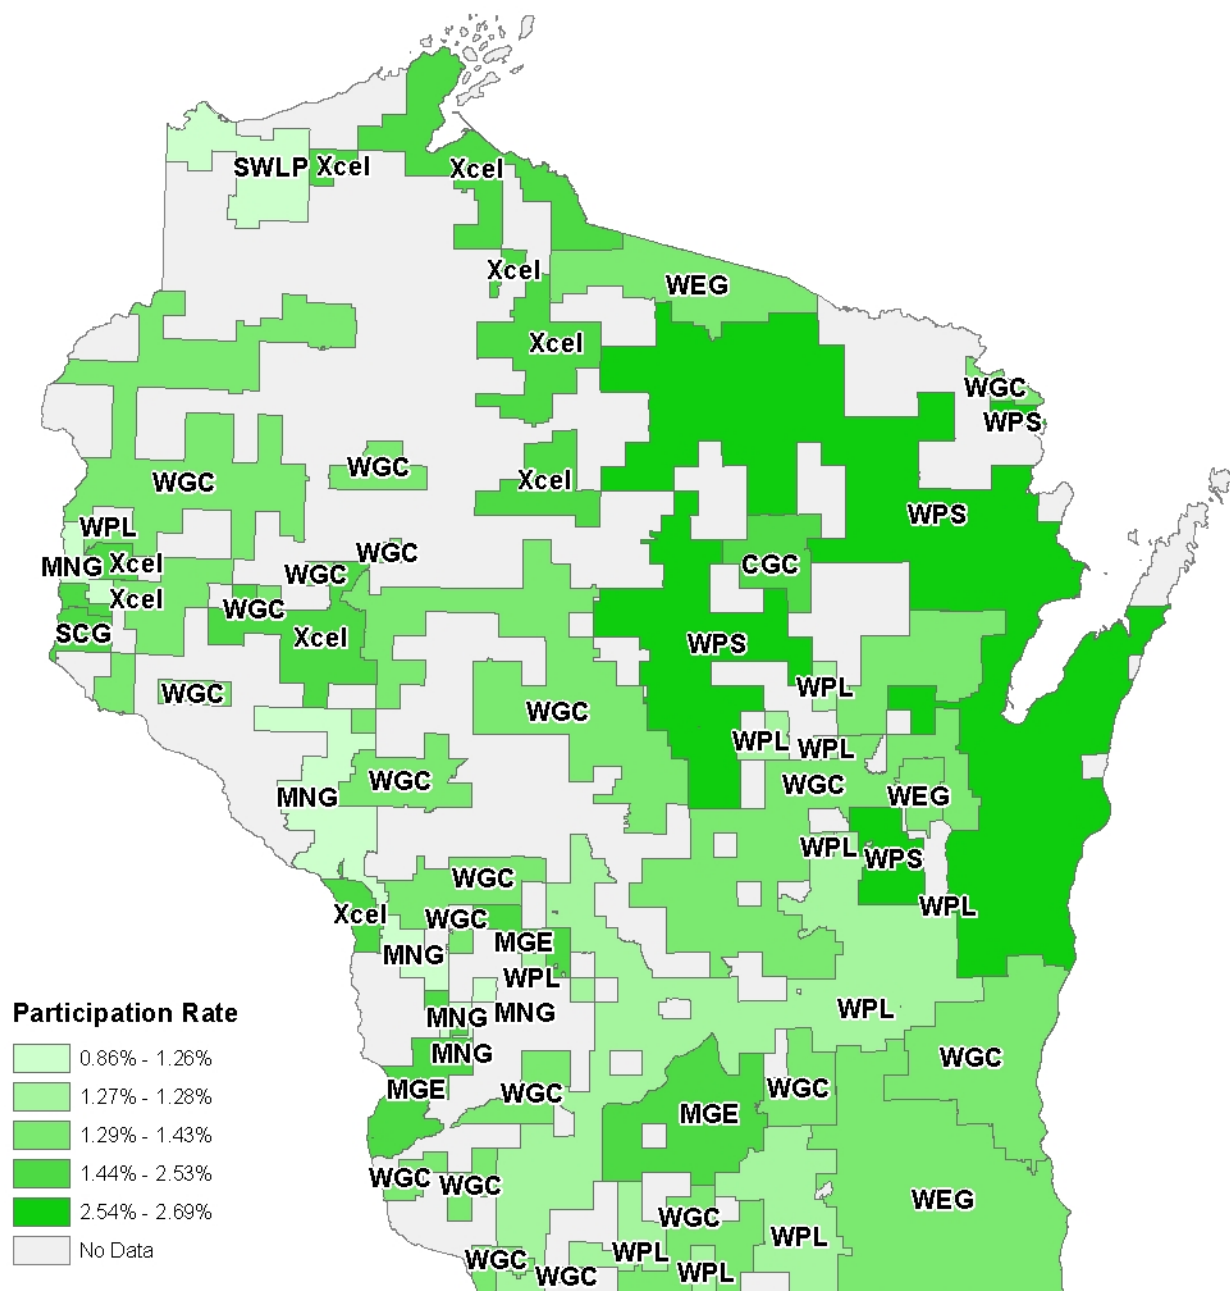 SWLP
Xcel
Xcel
Xcel
WEG
Xcel
WGC
WPS
WGC
WGC
Xcel
WPS
WPL
WGC
MNG
Xcel
CGC
WGC
Xcel
WGC
SCG
Xcel
WPS
WGC
WPL
WGC
WPL
WPL
WGC
WGC
MNG
WEG
WPL
WPS
WGC
WPL
Xcel
WGC
MGE
MNG
WPL
WPL
MNG
MNG
MNG
WGC
MGE
WGC
WGC
MGE
WGC
WGC
WEG
WGC
WPL
WPL
WGC
WGC
WPL
Participation Rate
0.86% - 1.26%
1.27% - 1.28%
1.29% - 1.43%
1.44% - 2.53%
2.54% - 2.69%
No Data